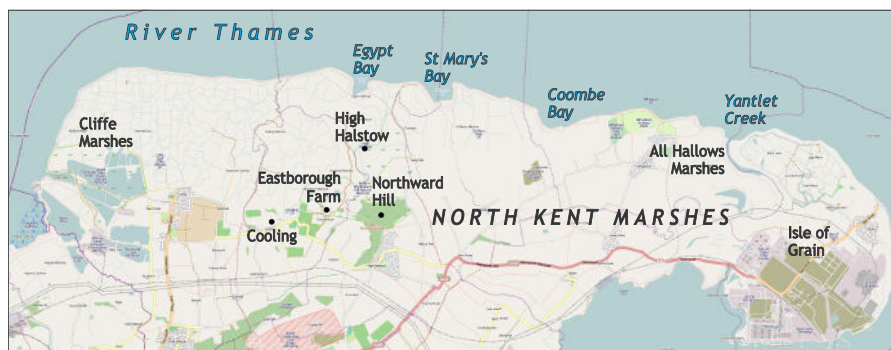 River Thames
Egypt
Bay
St Mary's
Bay
Coombe
Bay
Yantlet
Creek
Cliffe
Marshes
High
Halstow
All Hallows
Marshes
Eastborough
Farm
Northward
Hill
NORTH KENT MARSHES
Cooling
Isle of
Grain